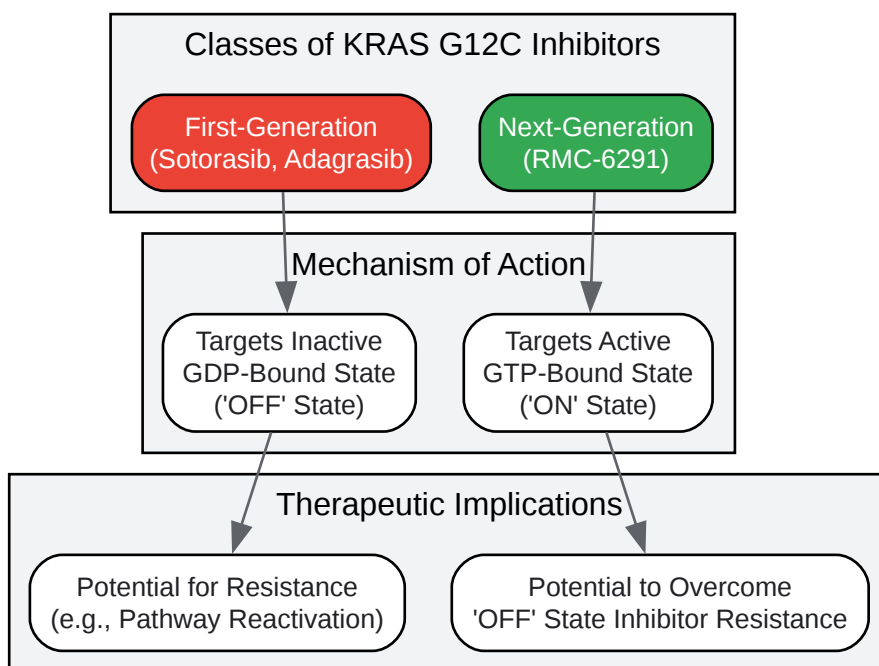 Classes of KRAS G12C Inhibitors
First-Generation
(Sotorasib, Adagrasib)
Next-Generation
(RMC-6291)
Mechanism of Action
Targets Inactive
GDP-Bound State
('OFF' State)
Targets Active
GTP-Bound State
('ON' State)
Therapeutic Implications
Potential for Resistance
(e.g., Pathway Reactivation)
Potential to Overcome
'OFF' State Inhibitor Resistance